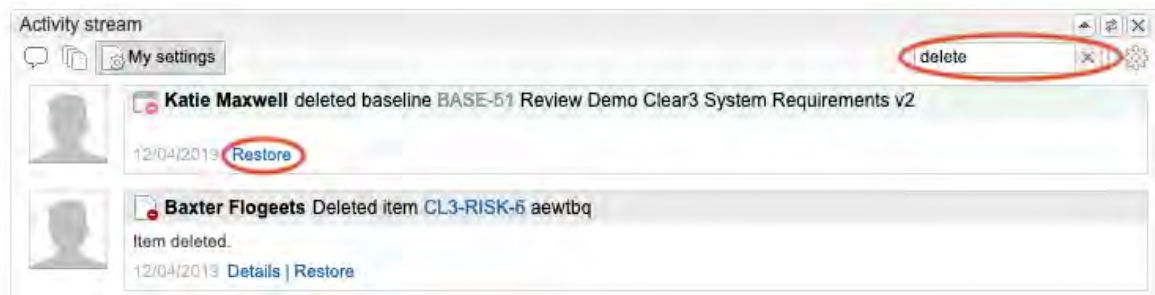 Activity stream
My settings
delete
Katie Maxwell deleted baseline BASE-51 Review Demo Clear3 System Requirements v2
12/04/2013 Restore
Baxter Flogeets Deleted item CL3-RISK-6 aewtbq
Item deleted.
12/04/2013 Details | Restore